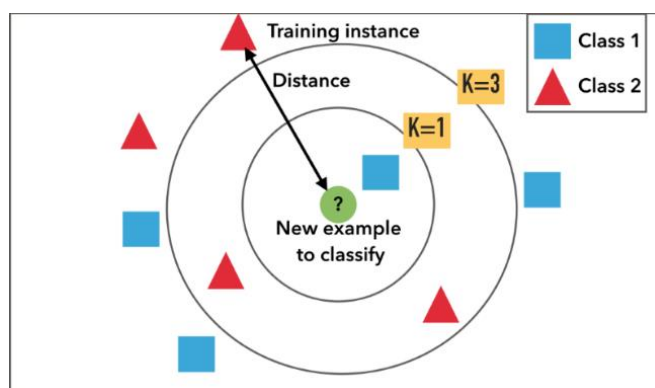 Training instance
Class 1
Distance
Class 2
K=3
K=1
?
New example
to classify